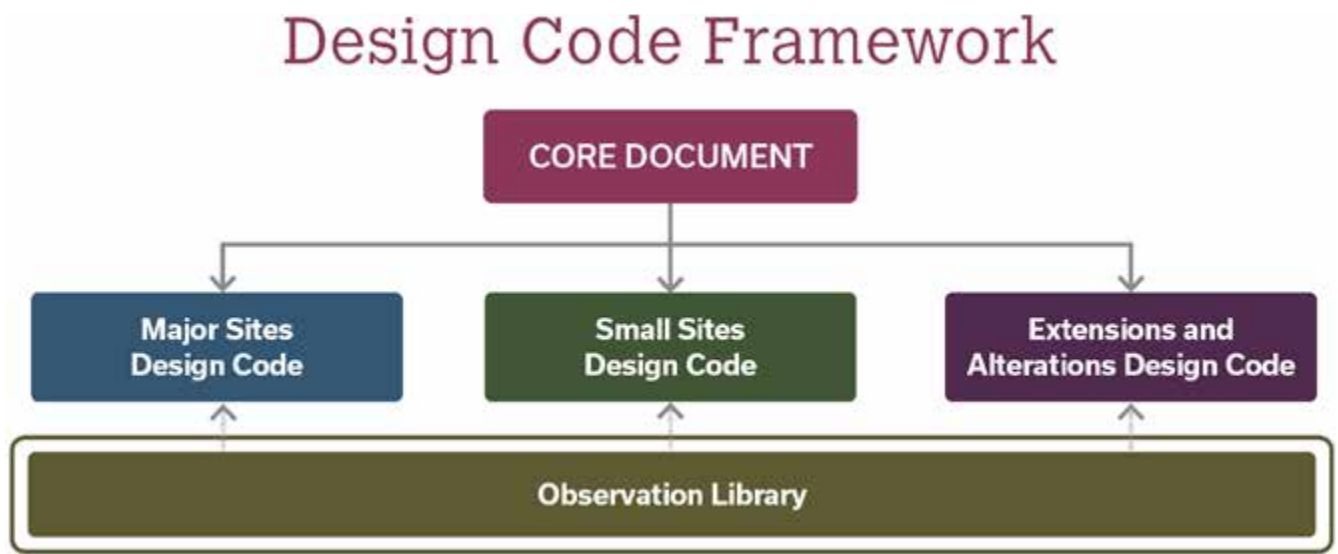 Design Code Framework
CORE DOCUMENT
Major Sites
Design Code
Small Sites
Design Code
Extensions and
Alterations Design Code
Observation Library